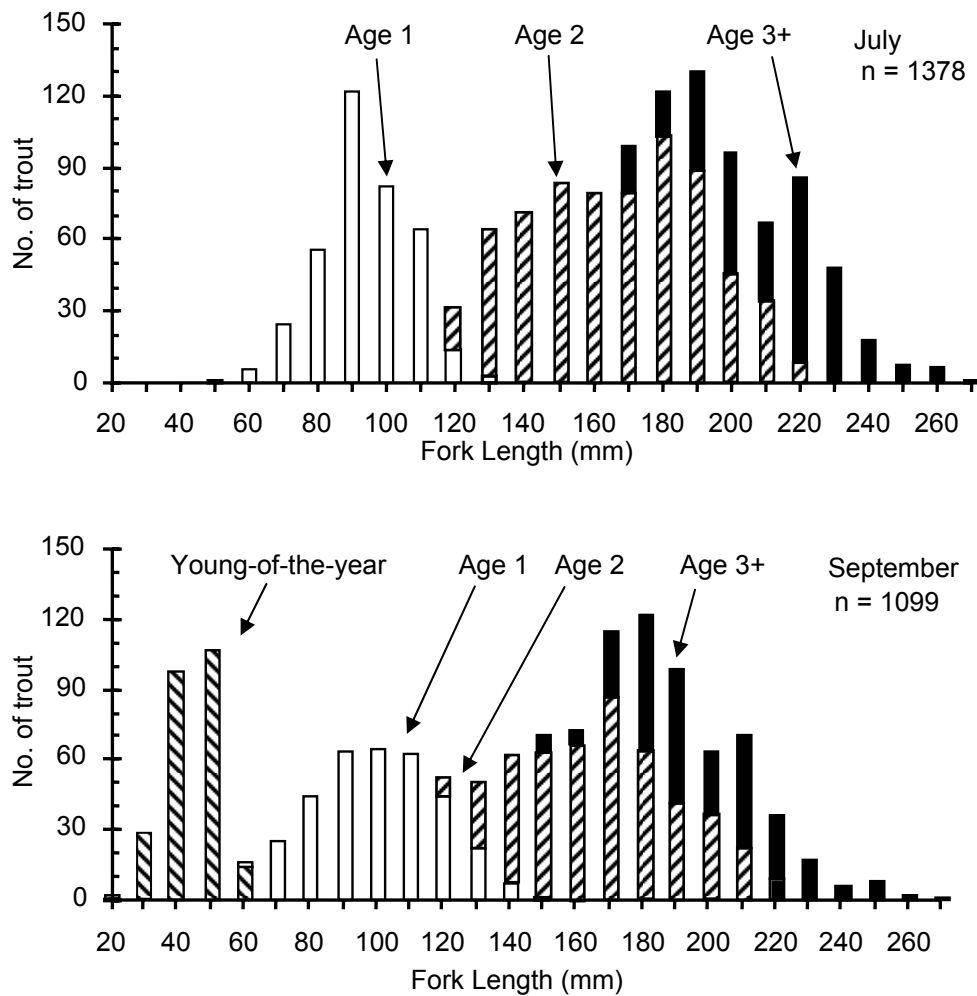 150
Age 1 Age 2 Age 3+ July
n = 1378
120
90
60
30
0
No. of trout
20 40 60 80 100 120 140 160 180 200 220 240 260
Fork Length (mm)
150
Young-of-the-year Age 1 Age 2 Age 3+ September
n = 1099
120
90
60
30
0
No. of trout
20 40 60 80 100 120 140 160 180 200 220 240 260
Fork Length (mm)